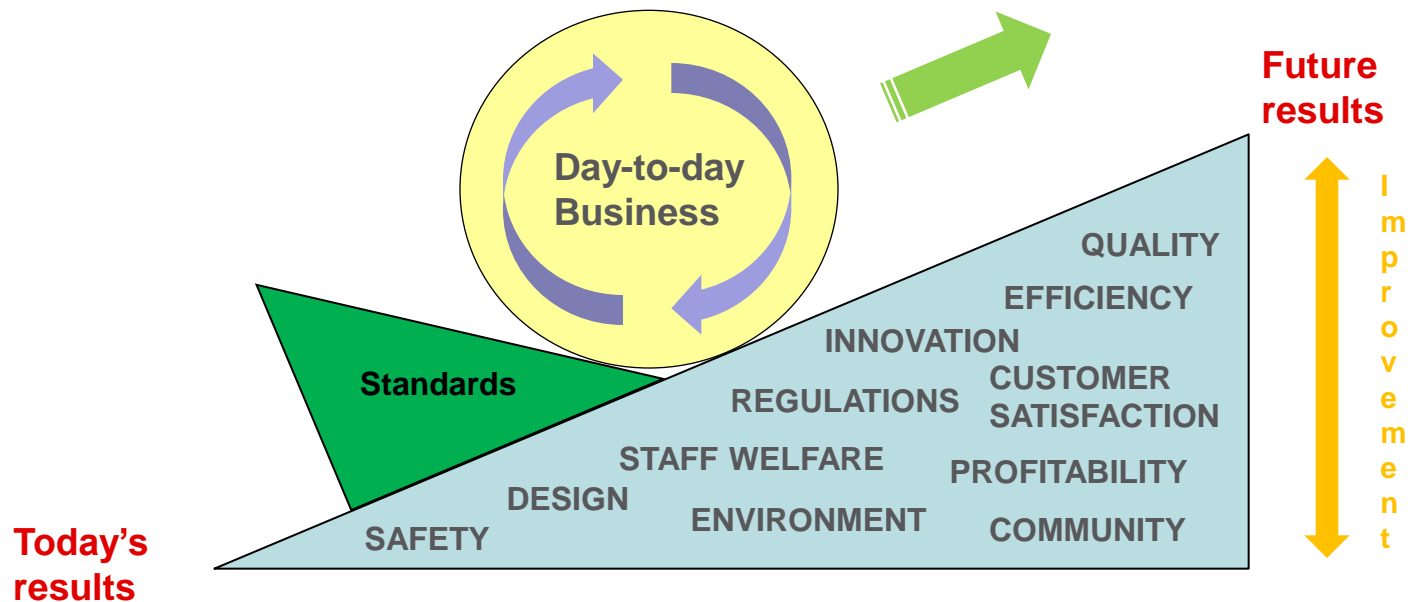 Future
results
Day-to-day
Business
Improvement
QUALITY
EFFICIENCY
INNOVATION
CUSTOMER
SATISFACTION
REGULATIONS
Standards
STAFF WELFARE
PROFITABILITY
DESIGN
ENVIRONMENT
COMMUNITY
SAFETY
Today’s
results